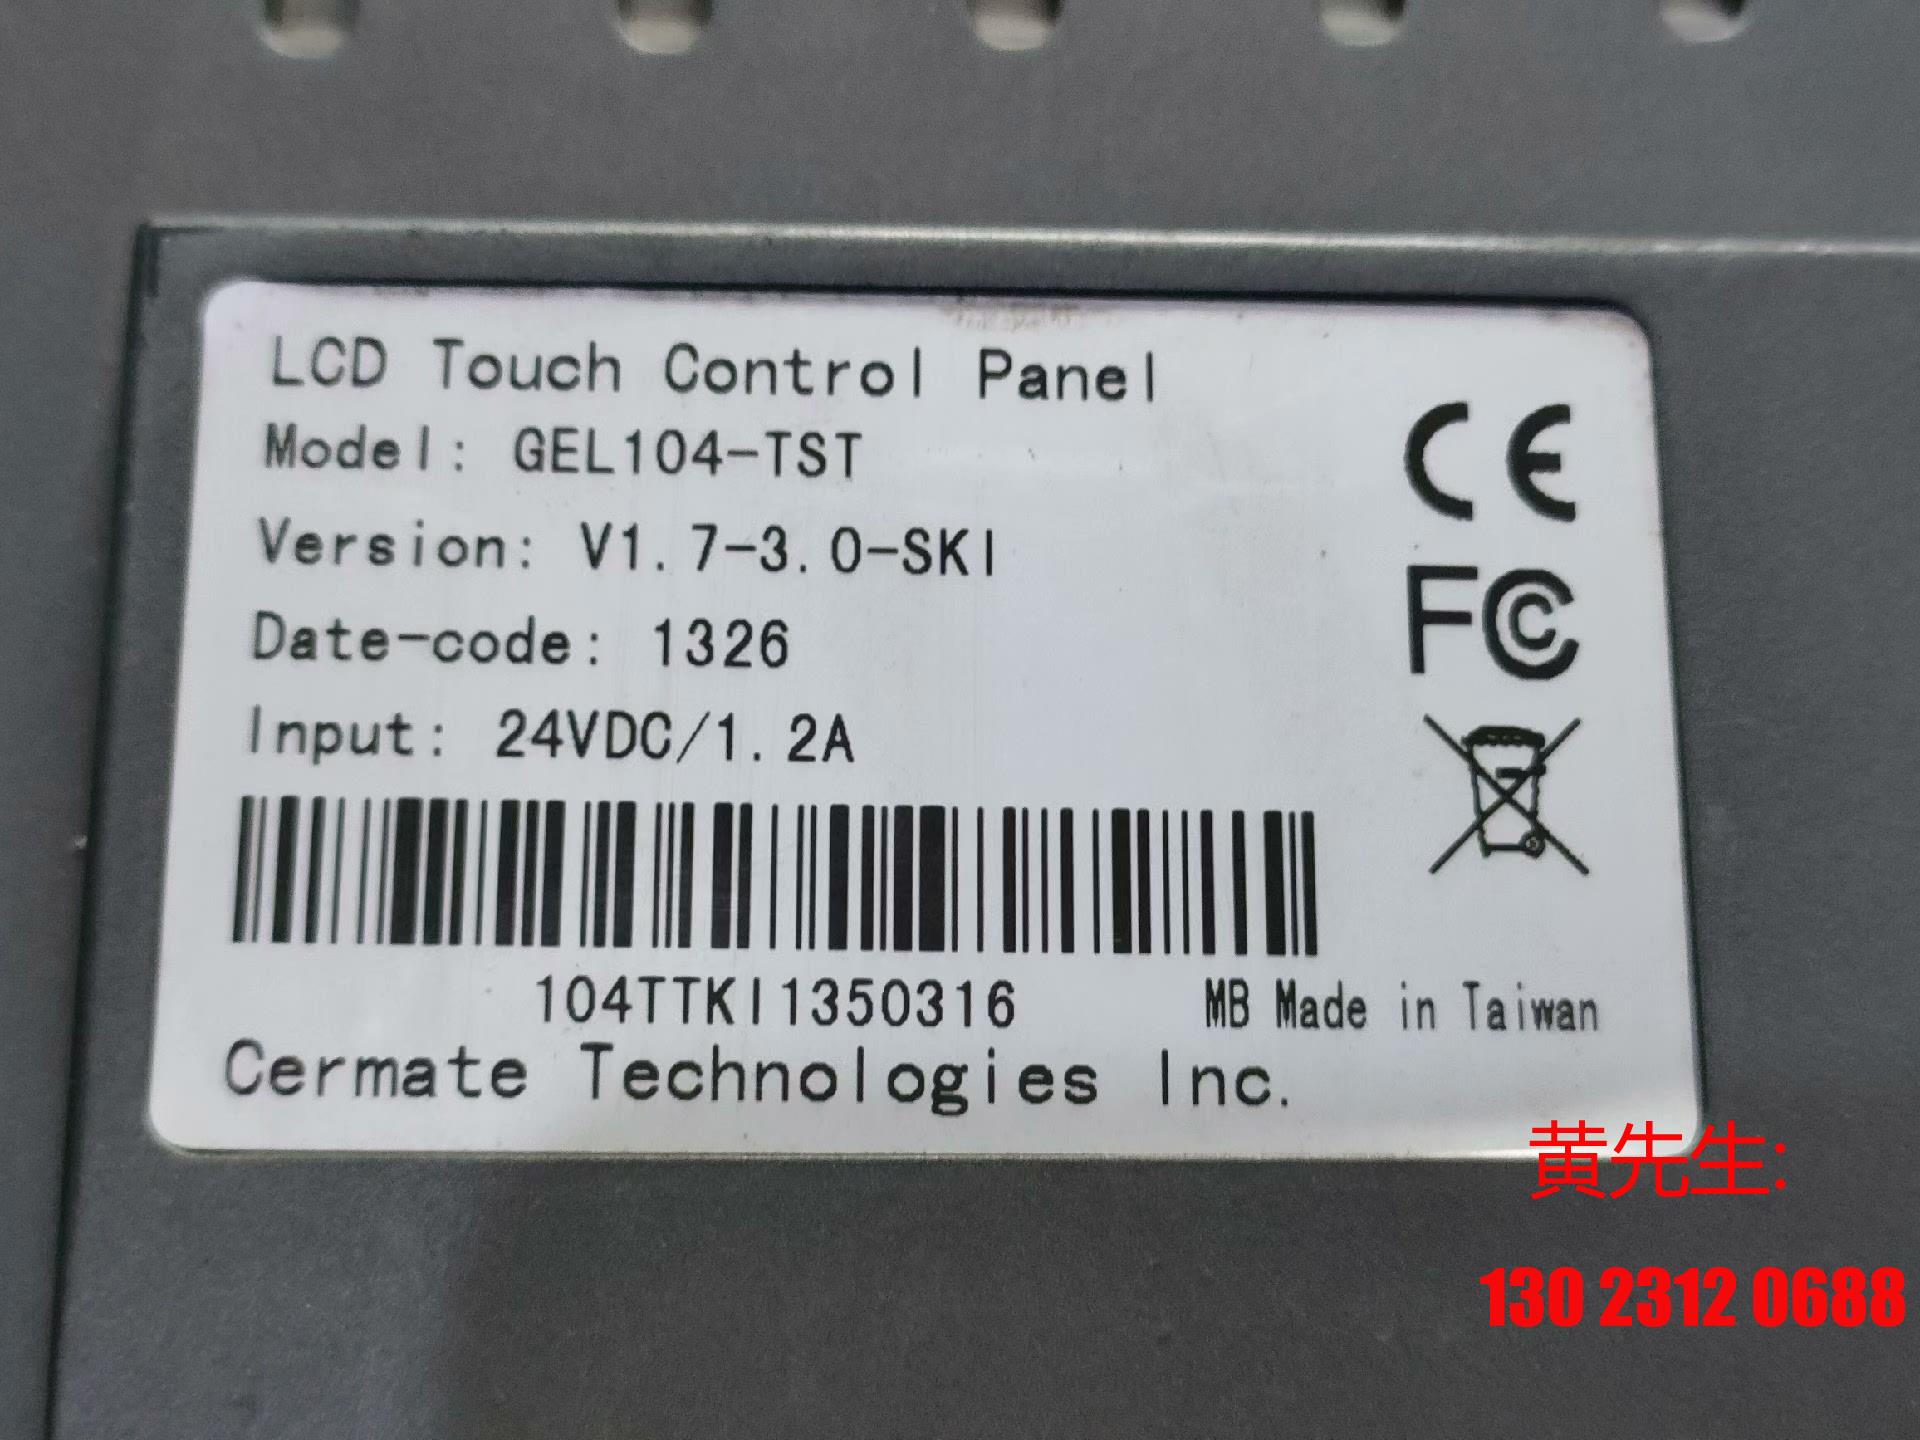 LCD Touch Control Panel
Model: GEL104-TST
Version: V1.7-3.0-SKI
Date-code: 1326
Input: 24VDC/1.2A
CE
FC
104TTKI1350316
MB Made in Taiwan
Cermate Technologies Inc.
黄先生:
130 2312 0688